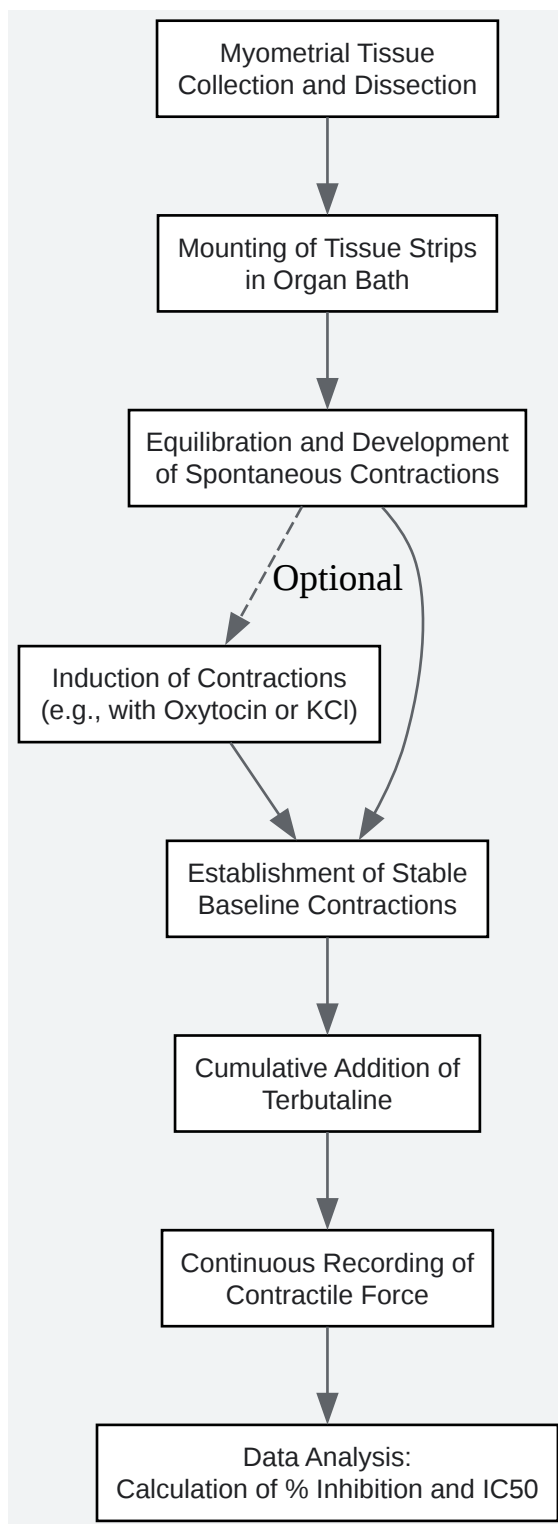 Myometrial Tissue
Collection and Dissection
Mounting of Tissue Strips
in Organ Bath
Equilibration and Development
of Spontaneous Contractions
Optional
Induction of Contractions
(e.g., with Oxytocin or KCl)
Establishment of Stable
Baseline Contractions
Cumulative Addition of
Terbutaline
Continuous Recording of
Contractile Force
Data Analysis:
Calculation of % Inhibition and IC50